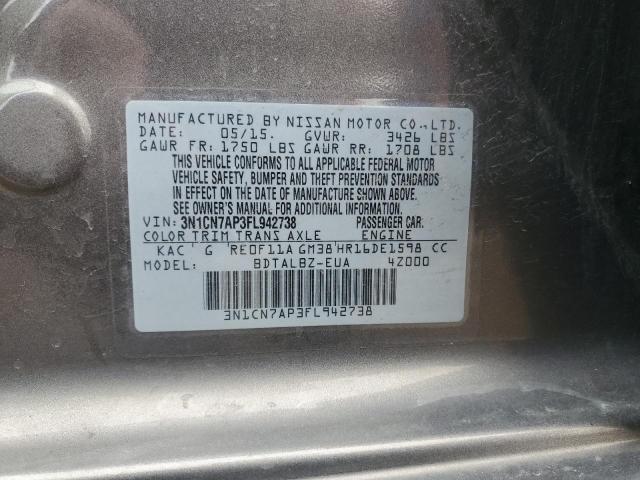 MANUFACTURED BY NISSAN MOTOR CO., LTD.
DATE: 05/15. GVWR: 3426 LBS
GAWR FR: 1750 LBS GAWR RR: 1708 LBS
THIS VEHICLE CONFORMS TO ALL APPLICABLE FEDERAL MOTOR
VEHICLE SAFETY, BUMPER AND THEFT PREVENTION STANDARDS
IN EFFECT ON THE DATE OF MANUFACTURE SHOWN ABOVE.
SEE OWNER'S MANUAL FOR ADDITIONAL INFORMATION.
VIN: 3N1CN7AP3FL942738 PASSENGER CAR.
COLOR TRIM TRANS AXLE ENGINE
KAC ' G ' RE0F11A GM38 ' HR16DE1598 CC
MODEL: BDTALBZ-EUA 4Z000
3N1CN7AP3FL942738